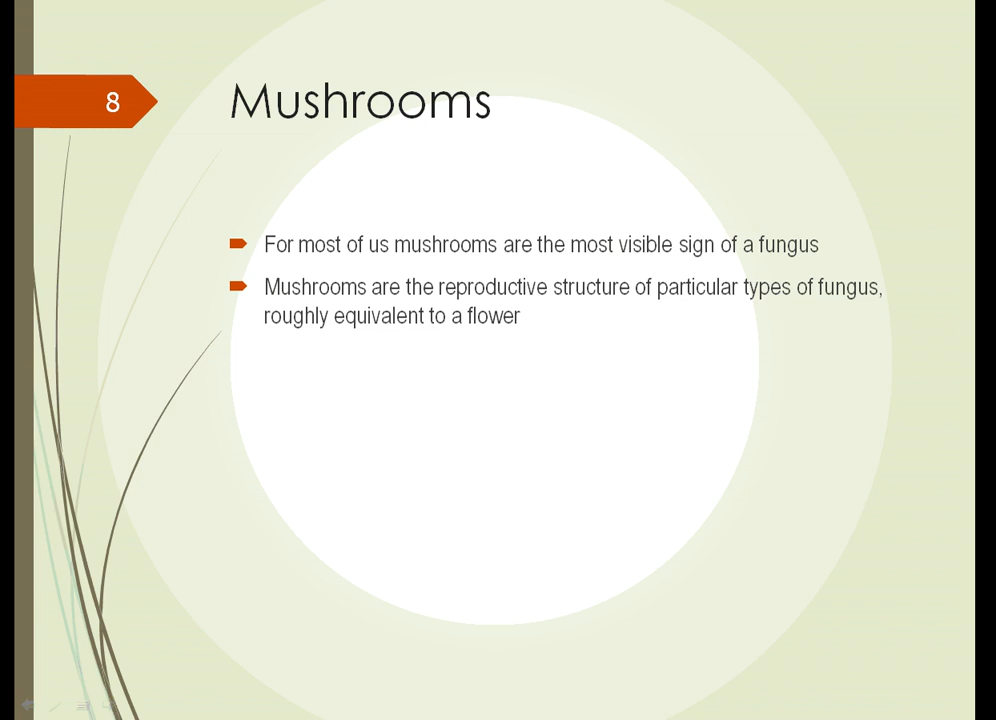 8
Mushrooms
For most of us mushrooms are the most visible sign of a fungus
Mushrooms are the reproductive structure of particular types of fungus,
roughly equivalent to a flower